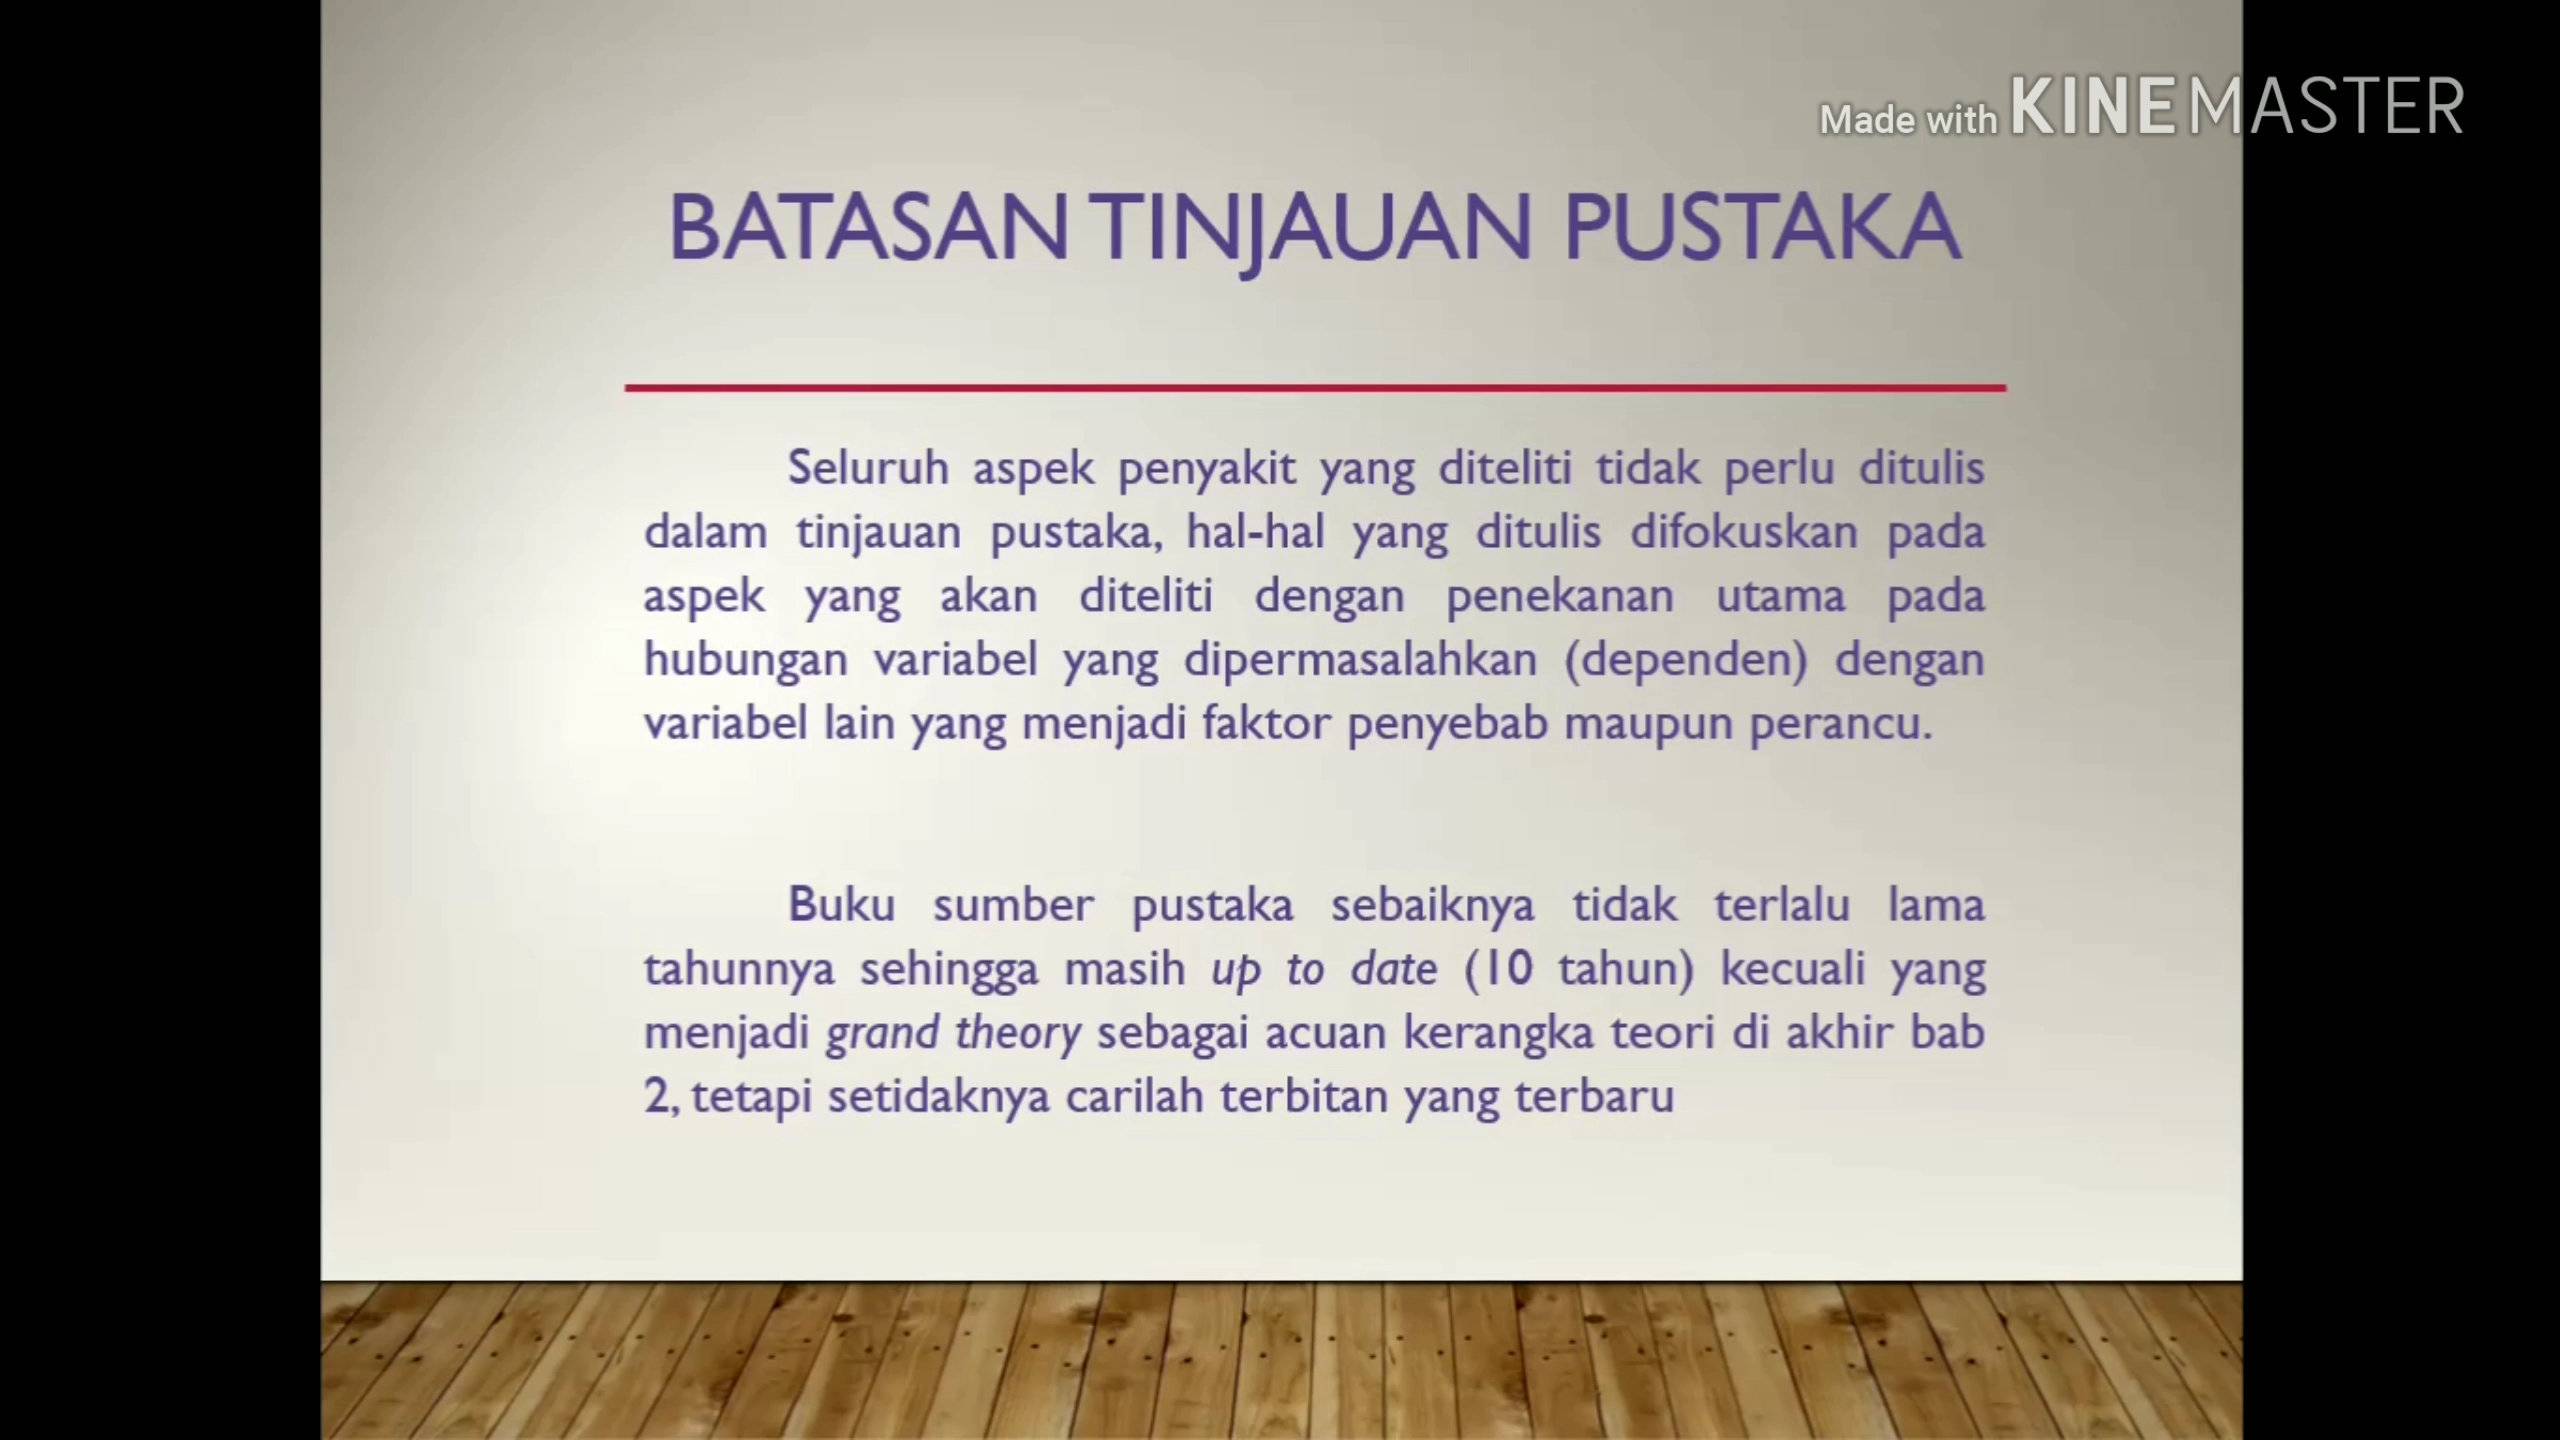 Made with KINEMASTER
BATASAN TINJAUAN PUSTAKA
Seluruh aspek penyakit yang diteliti tidak perlu ditulis
dalam tinjauan pustaka, hal-hal yang ditulis difokuskan pada
aspek yang akan diteliti dengan penekanan utama pada
hubungan variabel yang dipermasalahkan (dependen) dengan
variabel lain yang menjadi faktor penyebab maupun perancu.
Buku sumber pustaka sebaiknya tidak terlalu lama
tahunnya sehingga masih up to date (10 tahun) kecuali yang
menjadi grand theory sebagai acuan kerangka teori di akhir bab
2, tetapi setidaknya carilah terbitan yang terbaru